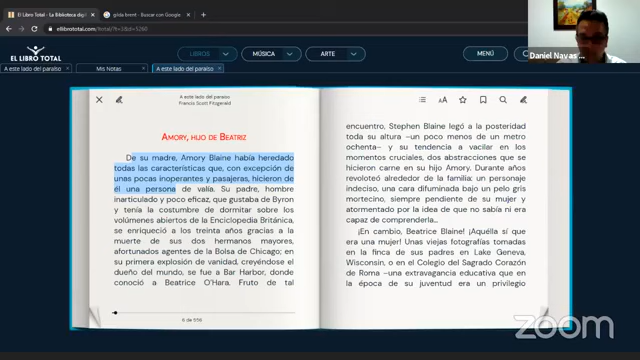 El Libro Total - La Biblioteca digi
gilda brent - Buscar con Google
ellibrototal.com/ltotal/?t=1&d=5260
EL LIBRO TOTAL
LIBROS
MÚSICA
ARTE
MENÚ
Daniel Navas
A este lado del paraíso
Mis Notas
A este lado del paraíso
A este lado del paraíso
Francis Scott Fitzgerald
AMORY, HIJO DE BEATRIZ
De su madre, Amory Blaine había heredado
todas las características que, con excepción de
unas pocas inoperantes y pasajeras, hicieron de
él una persona de valía. Su padre, hombre
inarticulado y poco eficaz, que gustaba de Byron
y tenía la costumbre de dormitar sobre los
volúmenes abiertos de la Enciclopedia Británica,
se enriqueció a los treinta años gracias a la
muerte de sus dos hermanos mayores,
afortunados agentes de la Bolsa de Chicago; en
su primera explosión de vanidad, creyéndose el
dueño del mundo, se fue a Bar Harbor, donde
conoció a Beatrice O'Hara. Fruto de tal
6 de 556
AA
encuentro, Stephen Blaine legó a la posteridad
toda su altura –un poco menos de un metro
ochenta– y su tendencia a vacilar en los
momentos cruciales, dos abstracciones que se
hicieron carne en su hijo Amory. Durante años
revoloteó alrededor de la familia: un personaje
indeciso, una cara difuminada bajo un pelo gris
mortecino, siempre pendiente de su mujer y
atormentado por la idea de que no sabía ni era
capaz de comprenderla...
¡En cambio, Beatrice Blaine! ¡Aquélla sí que
era una mujer! Unas viejas fotografías tomadas
en la finca de sus padres en Lake Geneva,
Wisconsin, o en el Colegio del Sagrado Corazón
de Roma –una extravagancia educativa que en
la época de su juventud era un privilegio
zoom